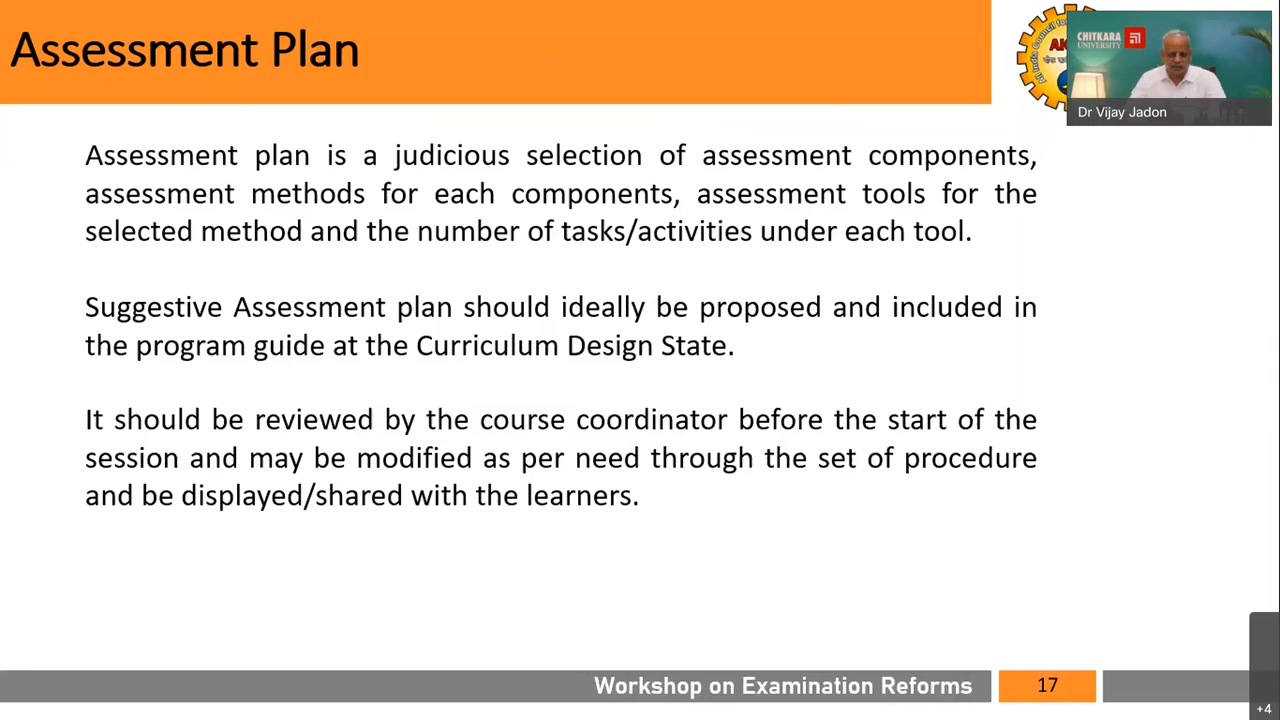 Assessment Plan
All India Council for
CHITKARA
UNIVERSITY
Dr Vijay Jadon
Assessment plan is a judicious selection of assessment components,
assessment methods for each components, assessment tools for the
selected method and the number of tasks/activities under each tool.
Suggestive Assessment plan should ideally be proposed and included in
the program guide at the Curriculum Design State.
It should be reviewed by the course coordinator before the start of the
session and may be modified as per need through the set of procedure
and be displayed/shared with the learners.
Workshop on Examination Reforms
17
+4